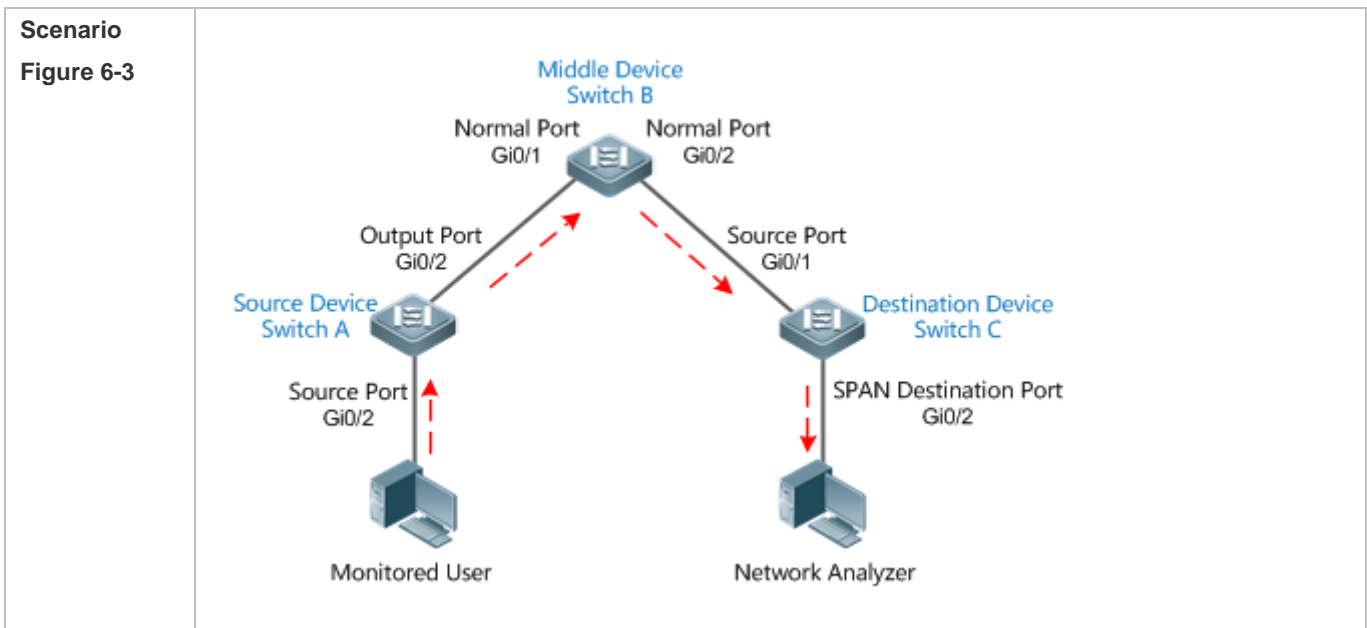 Scenario
Figure 6-3
Middle Device
Switch B
Normal Port
Gi0/1
Normal Port
Gi0/2
Output Port
Gi0/2
Source Port
Gi0/1
Source Device
Switch A
Destination Device
Switch C
Source Port
Gi0/2
SPAN Destination Port
Gi0/2
Monitored User
Network Analyzer